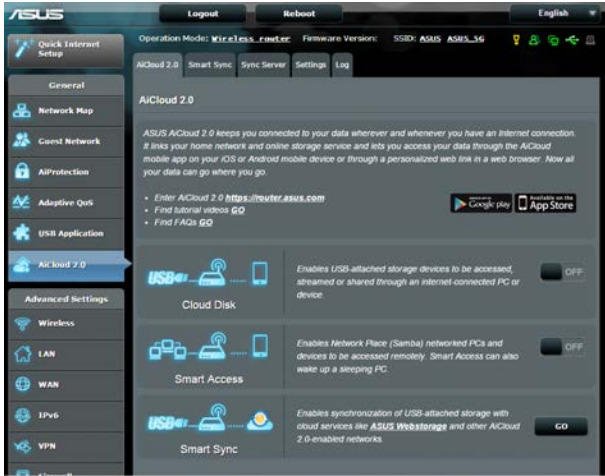 ASUS
Logout
Reboot
English
Quick Internet
Setup
Operation Mode: Wireless router Firmware Version: SSID: ASUS ASUS_5G
AiCloud 2.0 Smart Sync Sync Server Settings Log
General
Network Map
Guest Network
AiProtection
Adaptive QoS
USB Application
AiCloud 2.0
Advanced Settings
Wireless
LAN
WAN
IPv6
VPN
AiCloud 2.0
ASUS AiCloud 2.0 keeps you connected to your data wherever and whenever you have an Internet connection.
It links your home network and online storage service and lets you access your data through the AiCloud
mobile app on your iOS or Android mobile device or through a personalized web link in a web browser. Now all
your data can go where you go.
• Enter AiCloud 2.0 https://router.asus.com
• Find tutorial videos GO
• Find FAQs GO
Google play
Available on the
App Store
USB
Cloud Disk
Enables USB-attached storage devices to be accessed,
streamed or shared through an internet-connected PC or
device.
OFF
Smart Access
Enables Network Place (Samba) networked PCs and
devices to be accessed remotely. Smart Access can also
wake up a sleeping PC.
OFF
USB
Smart Sync
Enables synchronization of USB-attached storage with
cloud services like ASUS Webstorage and other AiCloud
2.0-enabled networks.
GO